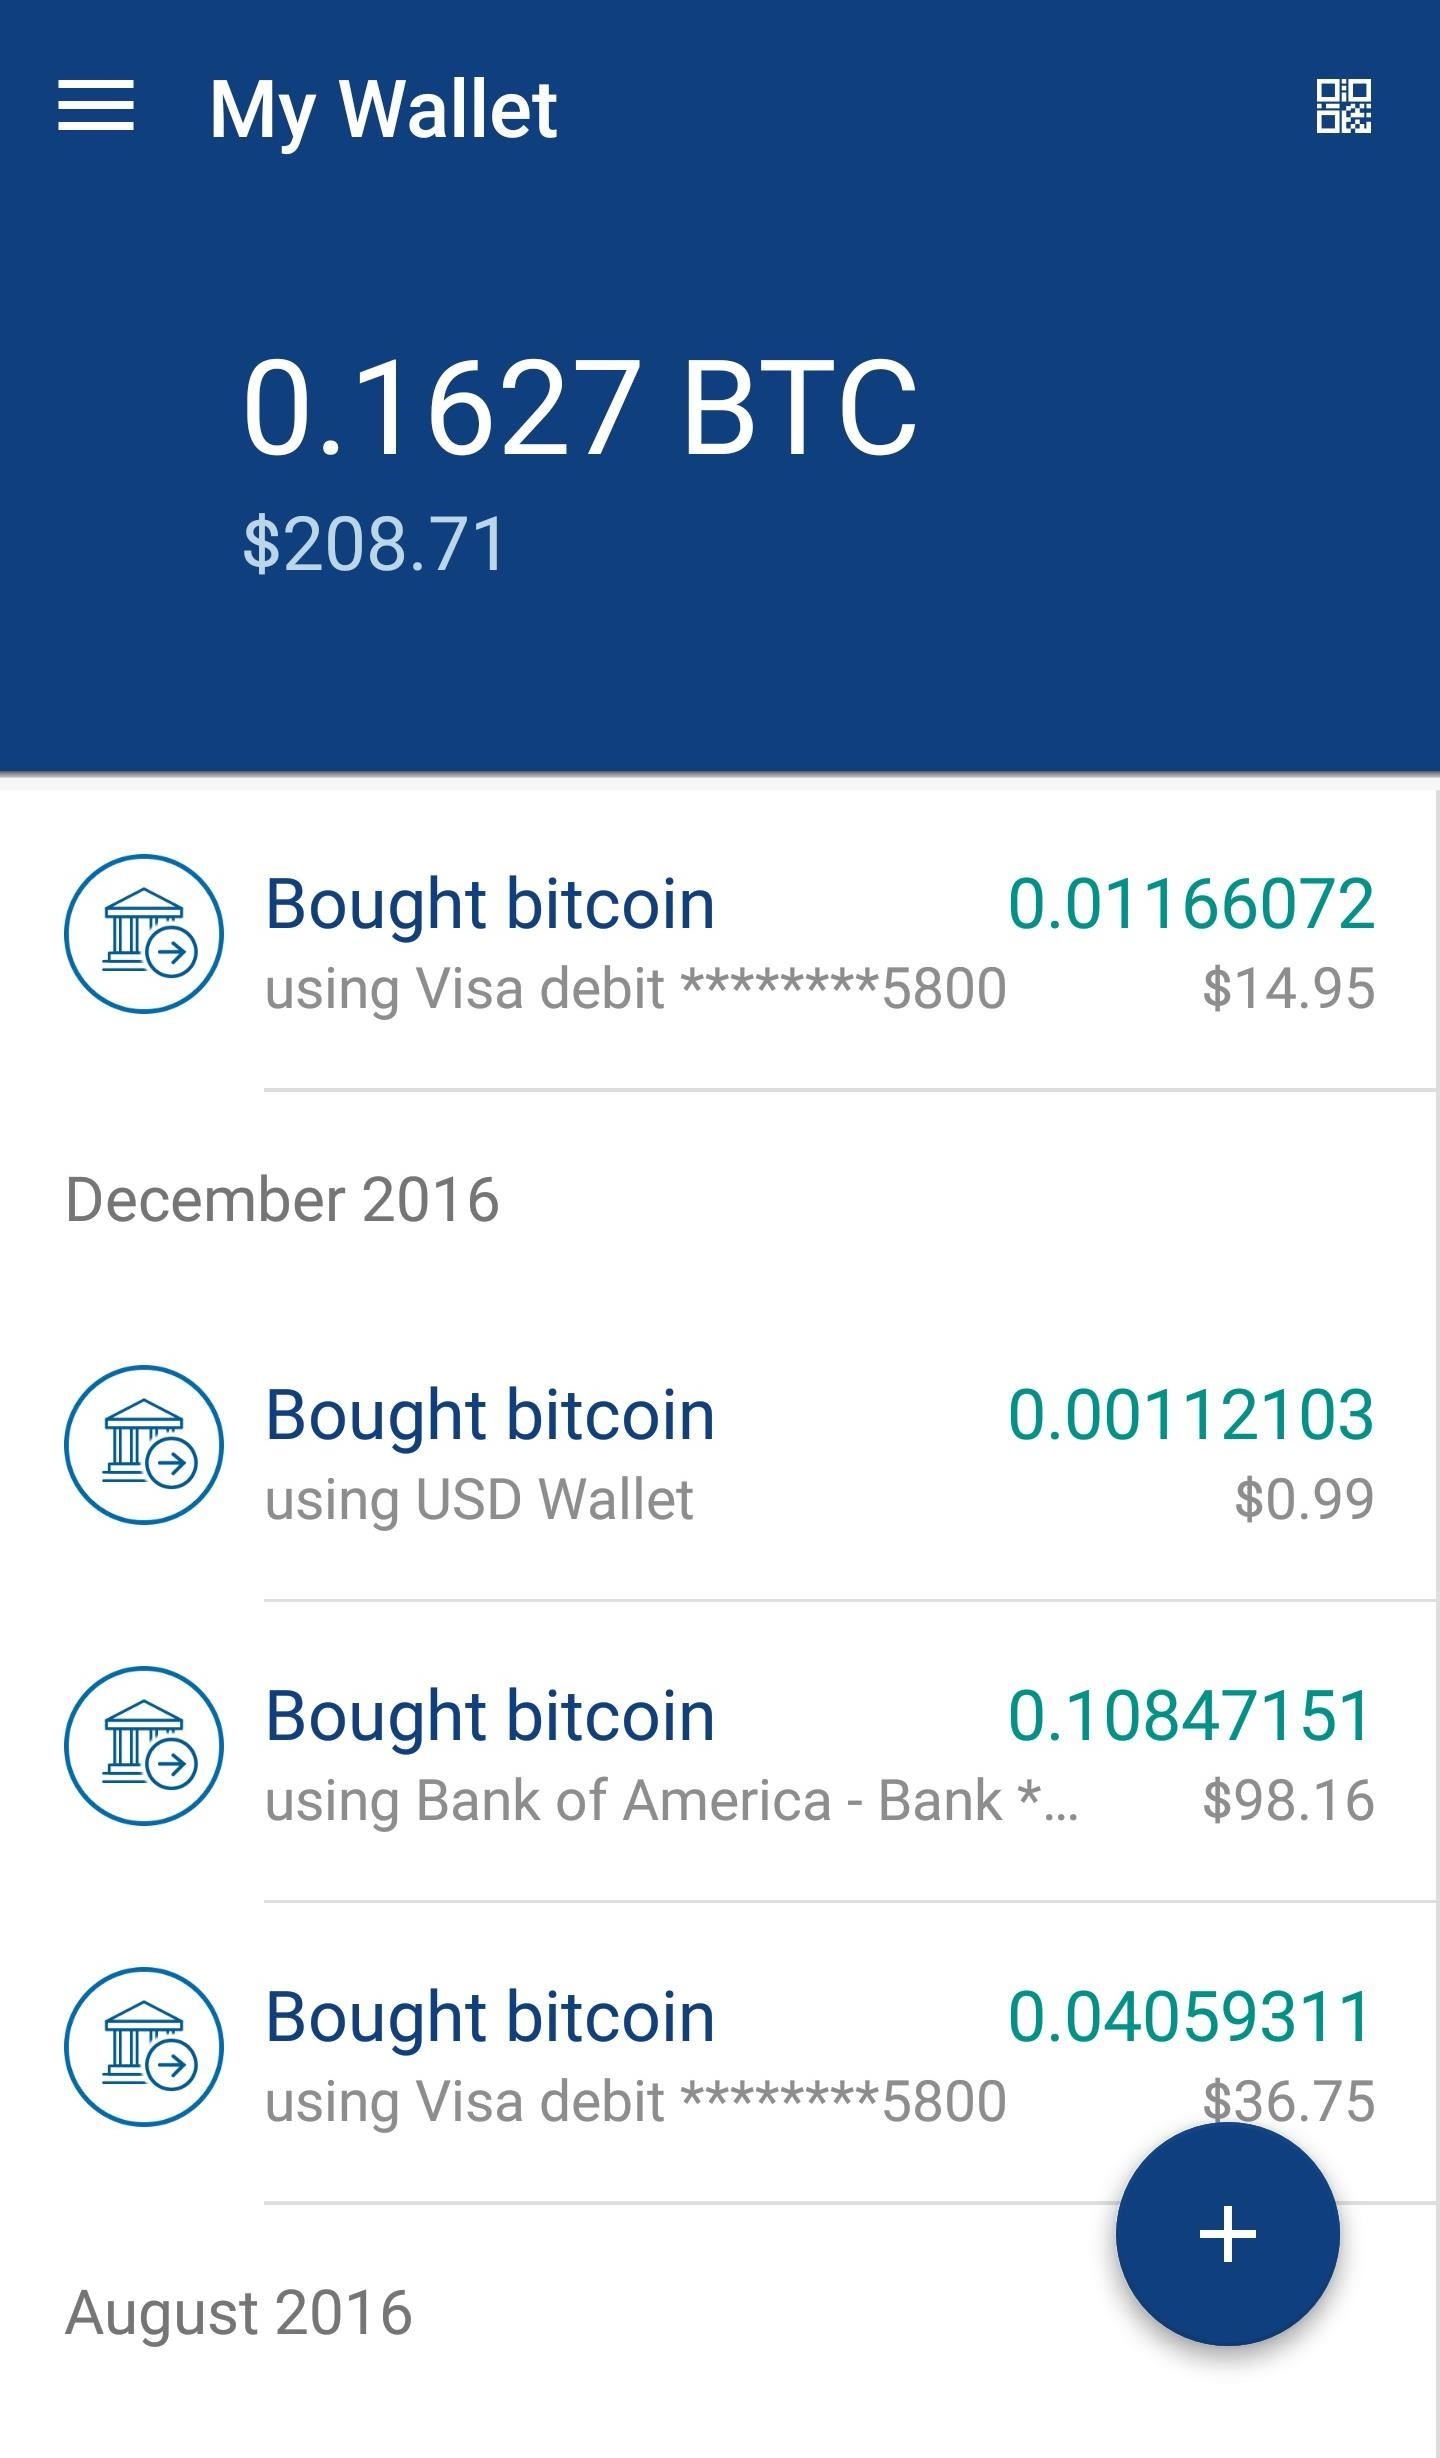 My Wallet
0.1627 BTC
$208.71
Bought bitcoin 0.01166072
using Visa debit ********5800 $14.95
December 2016
Bought bitcoin 0.00112103
using USD Wallet $0.99
Bought bitcoin 0.10847151
using Bank of America - Bank *… $98.16
Bought bitcoin 0.04059311
using Visa debit ********5800 $36.75
August 2016